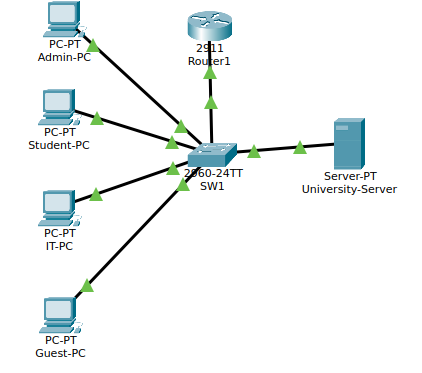 PC-PT
Admin-PC
2911
Router1
PC-PT
Student-PC
2960-24TT
SW1
Server-PT
University-Server
PC-PT
IT-PC
PC-PT
Guest-PC